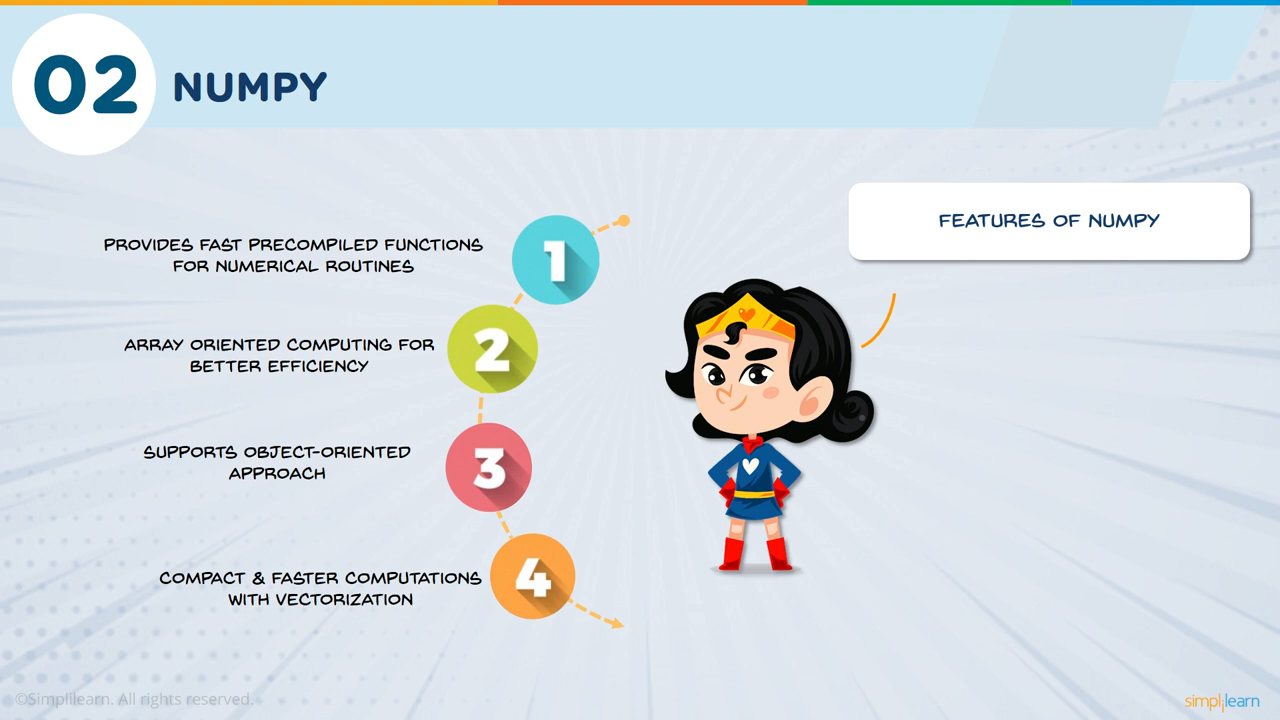 02 NUMPY
FEATURES OF NUMPY
1
PROVIDES FAST PRECOMPILED FUNCTIONS
FOR NUMERICAL ROUTINES
2
ARRAY ORIENTED COMPUTING FOR
BETTER EFFICIENCY
3
SUPPORTS OBJECT-ORIENTED
APPROACH
4
COMPACT & FASTER COMPUTATIONS
WITH VECTORIZATION
©Simplilearn. All rights reserved.
simplilearn